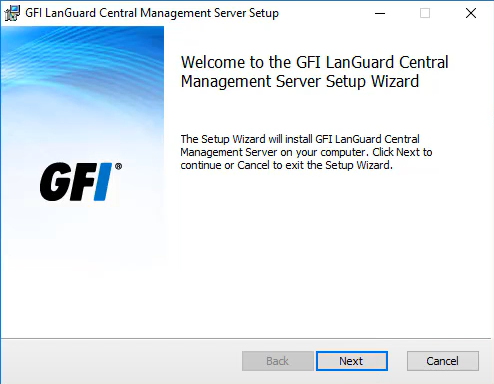 GFI LanGuard Central Management Server Setup
Welcome to the GFI LanGuard Central
Management Server Setup Wizard
The Setup Wizard will install GFI LanGuard Central
Management Server on your computer. Click Next to
continue or Cancel to exit the Setup Wizard.
GFI®
Back
Next
Cancel